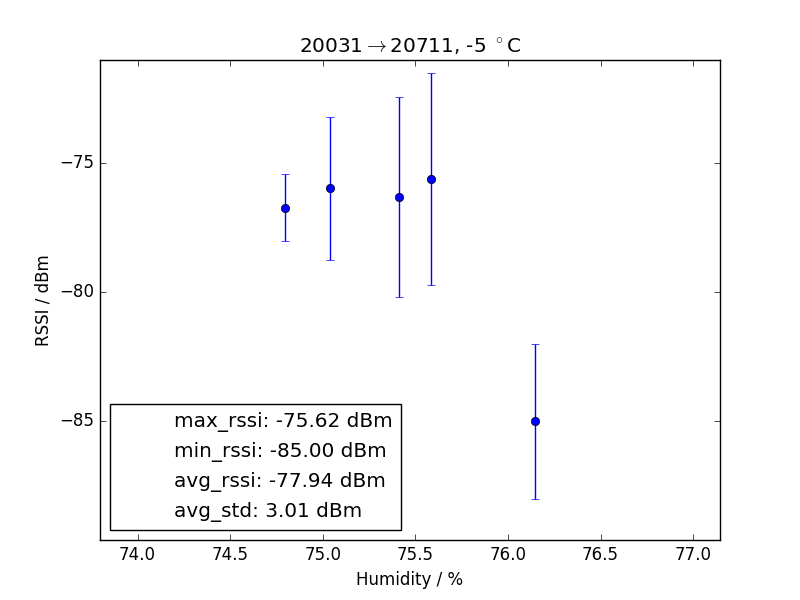 20031→20711, -5 °C
RSSI / dBm
−75
−80
−85
max_rssi: -75.62 dBm
min_rssi: -85.00 dBm
avg_rssi: -77.94 dBm
avg_std: 3.01 dBm
74.0 74.5 75.0 75.5 76.0 76.5 77.0
Humidity / %